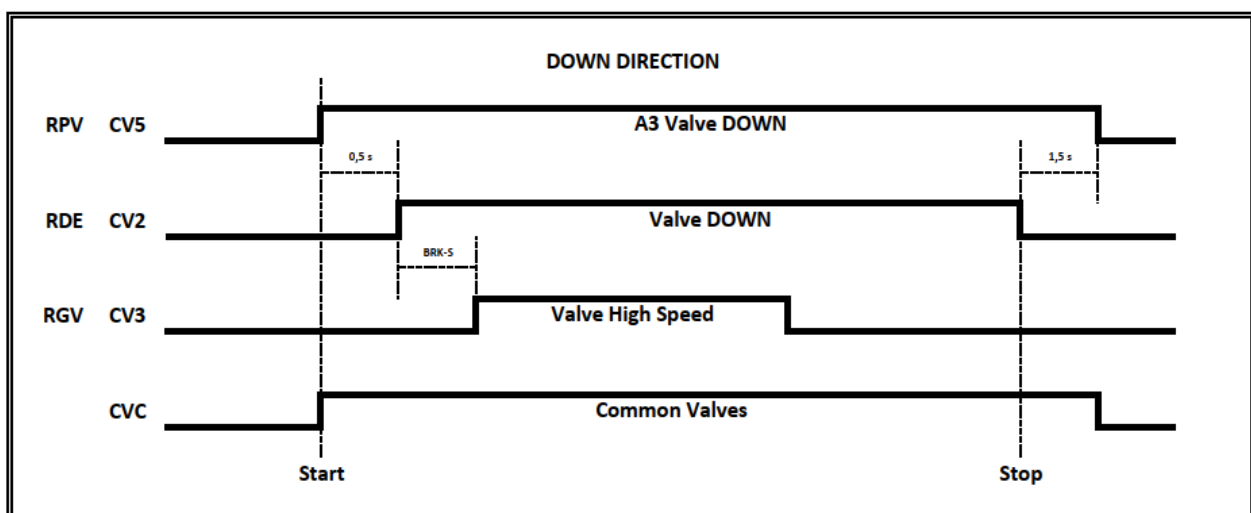 DOWN DIRECTION
RPV CV5 A3 Valve DOWN
0,5 s 1,5 s
RDE CV2 Valve DOWN
BRK-S
RGV CV3 Valve High Speed
CVC Common Valves
Start Stop